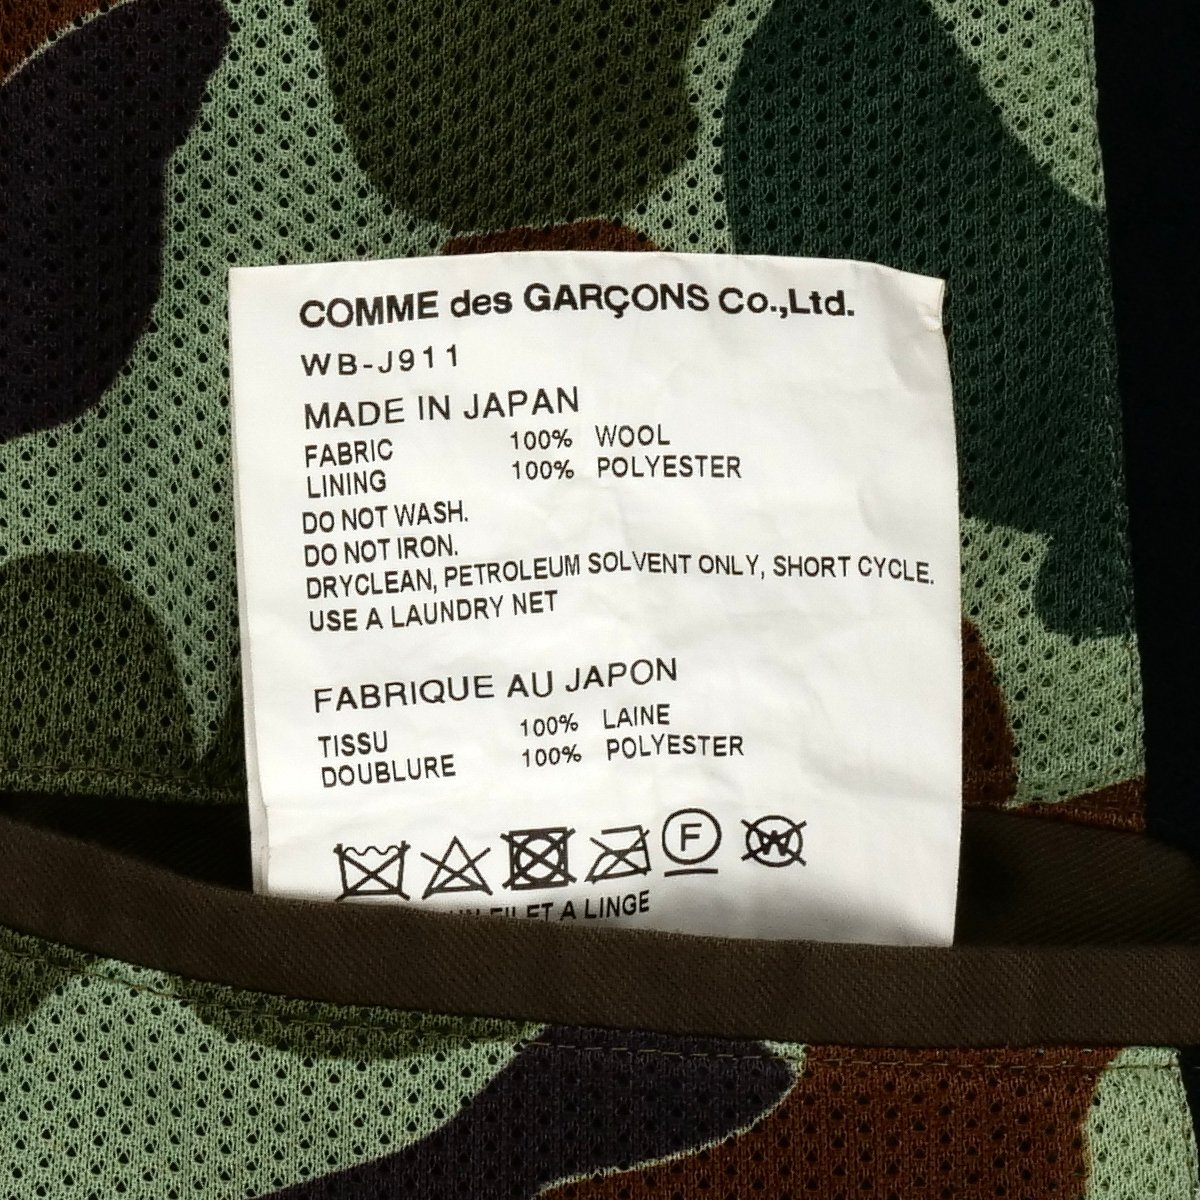 COMME des GARÇONS Co.,Ltd.
WB-J911
MADE IN JAPAN
FABRIC 100% WOOL
LINING 100% POLYESTER
DO NOT WASH.
DO NOT IRON.
DRYCLEAN, PETROLEUM SOLVENT ONLY, SHORT CYCLE.
USE A LAUNDRY NET
FABRIQUE AU JAPON
TISSU 100% LAINE
DOUBLURE 100% POLYESTER
F W
FILET A LINGE